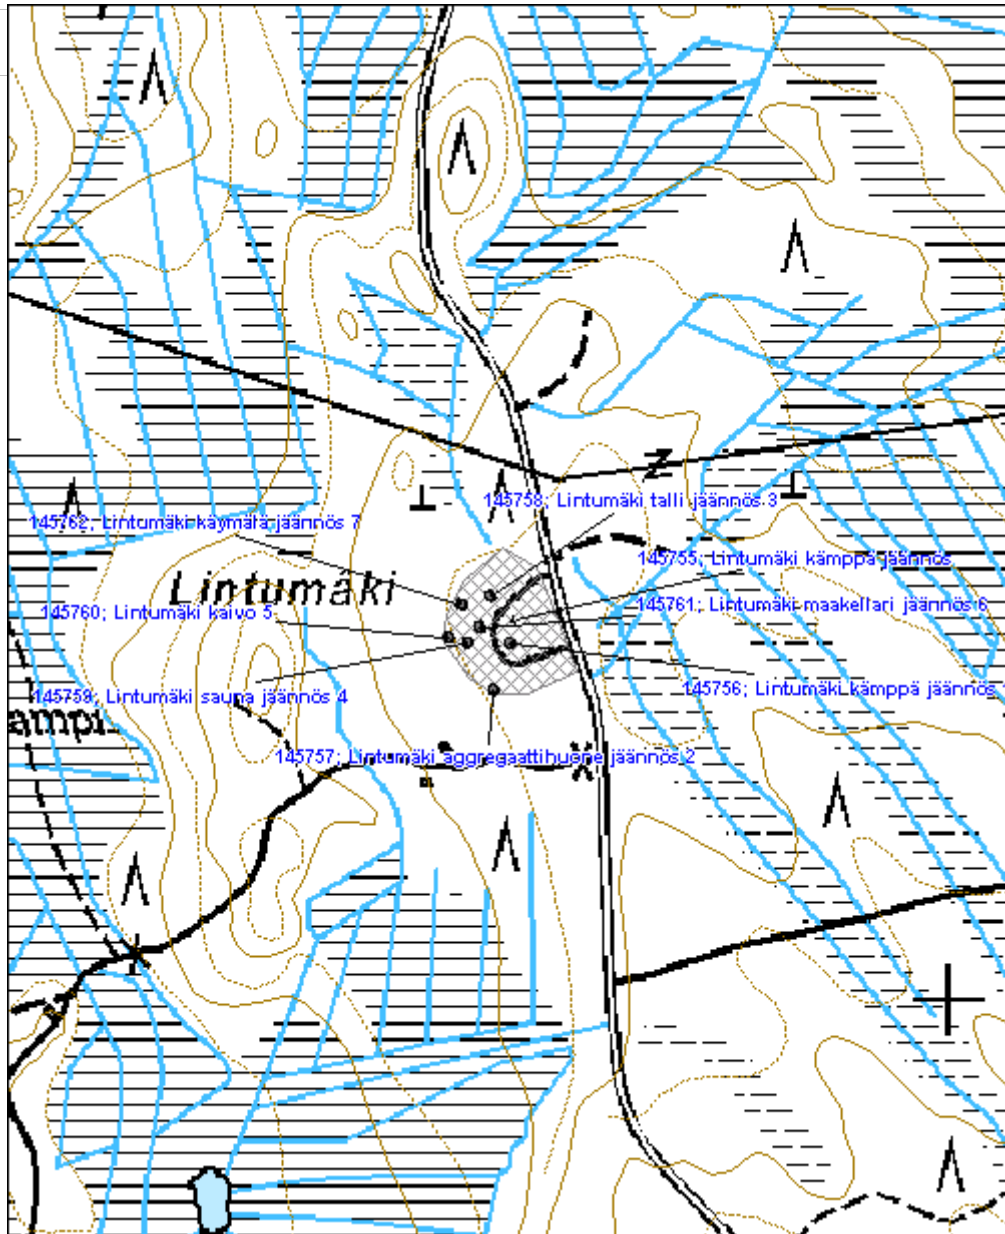 145758; Lintumäki talli jäännös 3
145762; Lintumäki käymälä jäännös 7
145755; Lintumäki kämppä jäännös
Lintumäki
145760; Lintumäki kaivo 5
145761; Lintumäki maakellari jäännös 6
145759; Lintumäki sauna jäännös 4
145756; Lintumäki kämppä jäännös
145757; Lintumäki aggregaattihuone jäännös 2